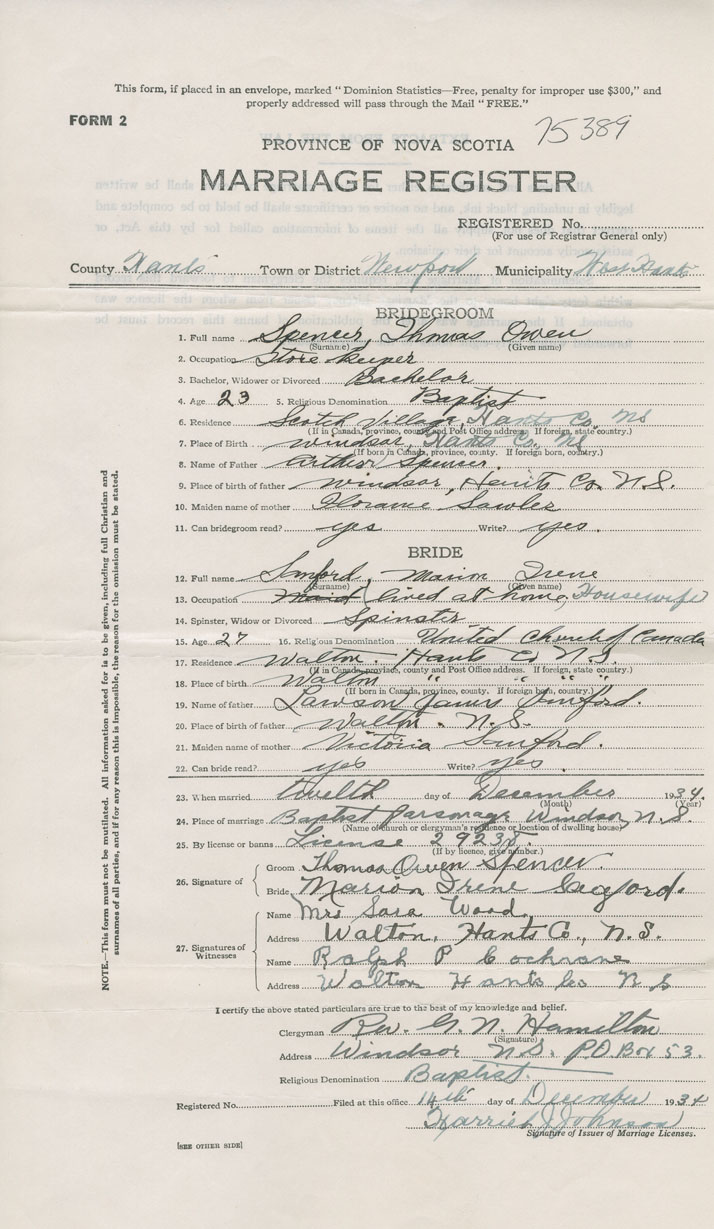 This form, if placed in an envelope, marked "Dominion Statistics—Free, penalty for improper use $300," and
properly addressed will pass through the Mail "FREE."
FORM 2
75389
PROVINCE OF NOVA SCOTIA
MARRIAGE REGISTER
REGISTERED No.
(For use of Registrar General only)
County Hants Town or District Newport Municipality West Hants
BRIDEGROOM
1. Full name Spencer, Thomas Owen
(Surname) (Given name)
2. Occupation Store Keeper
3. Bachelor, Widower or Divorced Bachelor
4. Age 23 5. Religious Denomination Baptist
6. Residence Scotch Village, Hants Co. NS
(If in Canada, province, county and Post Office address. If foreign, state country.)
7. Place of Birth Windsor, Hants Co. NS
(If born in Canada, province, county. If foreign born, country.)
8. Name of Father Arthur Spencer.
9. Place of birth of father Windsor, Hants Co. N.S.
10. Maiden name of mother Florance Lawler
11. Can bridegroom read? yes Write? yes.
BRIDE
12. Full name Sanford, Marion Irene
(Surname) (Given name)
13. Occupation Maid lived at home, Housewife
14. Spinster, Widow or Divorced Spinster
15. Age 27 16. Religious Denomination United Church of Canada
17. Residence Walton. Hants Co N.S.
(If in Canada, province, county and Post Office address. If foreign, state country.)
18. Place of birth Walton " " " "
(If born in Canada, province, county. If foreign born, country.)
19. Name of father Lawson James Sanford.
20. Place of birth of father Walton. N.S.
21. Maiden name of mother Victoria Sanford.
22. Can bride read? yes Write? yes.
23. When married twelth day of December 1934.
(Month) (Year)
24. Place of marriage Baptist Parsonage Windsor, N.S.
(Name of church or clergyman's residence or location of dwelling house)
25. By license or banns License 29238.
(If by licence, give number.)
26. Signature of
Groom Thomas Owen Spencer.
Bride Marion Irene Sanford.
27. Signatures of Witnesses
Name Mrs Sara Wood.
Address Walton, Hants Co., N.S.
Name Ralph P Cochrane
Address Walton Hants Co N S
I certify the above stated particulars are true to the best of my knowledge and belief.
Clergyman Rev. G. N. Hamilton
(Signature)
Address Windsor N.S. P.O. Box 53.
Religious Denomination Baptist.
Registered No. Filed at this office 14th day of December 1934
Harriet J Johnson
Signature of Issuer of Marriage Licenses.
[SEE OTHER SIDE]
NOTE.—This form must not be mutilated. All information asked for is to be given, including full Christian and
surnames of all parties, and if for any reason this is impossible, the reason for the omission must be stated.